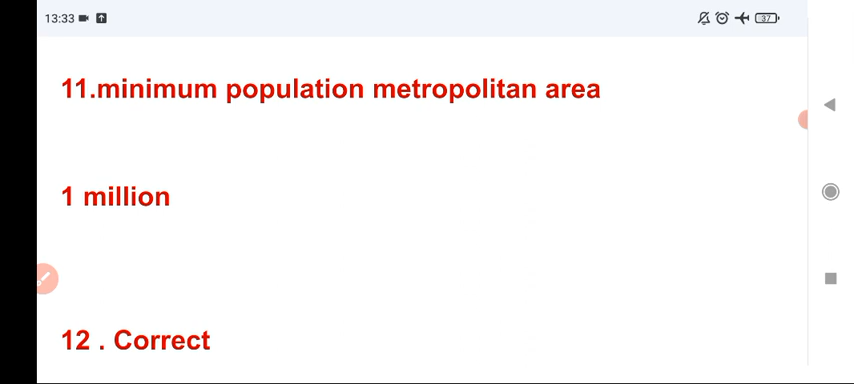 13:33
37
11.minimum population metropolitan area
1 million
12 . Correct